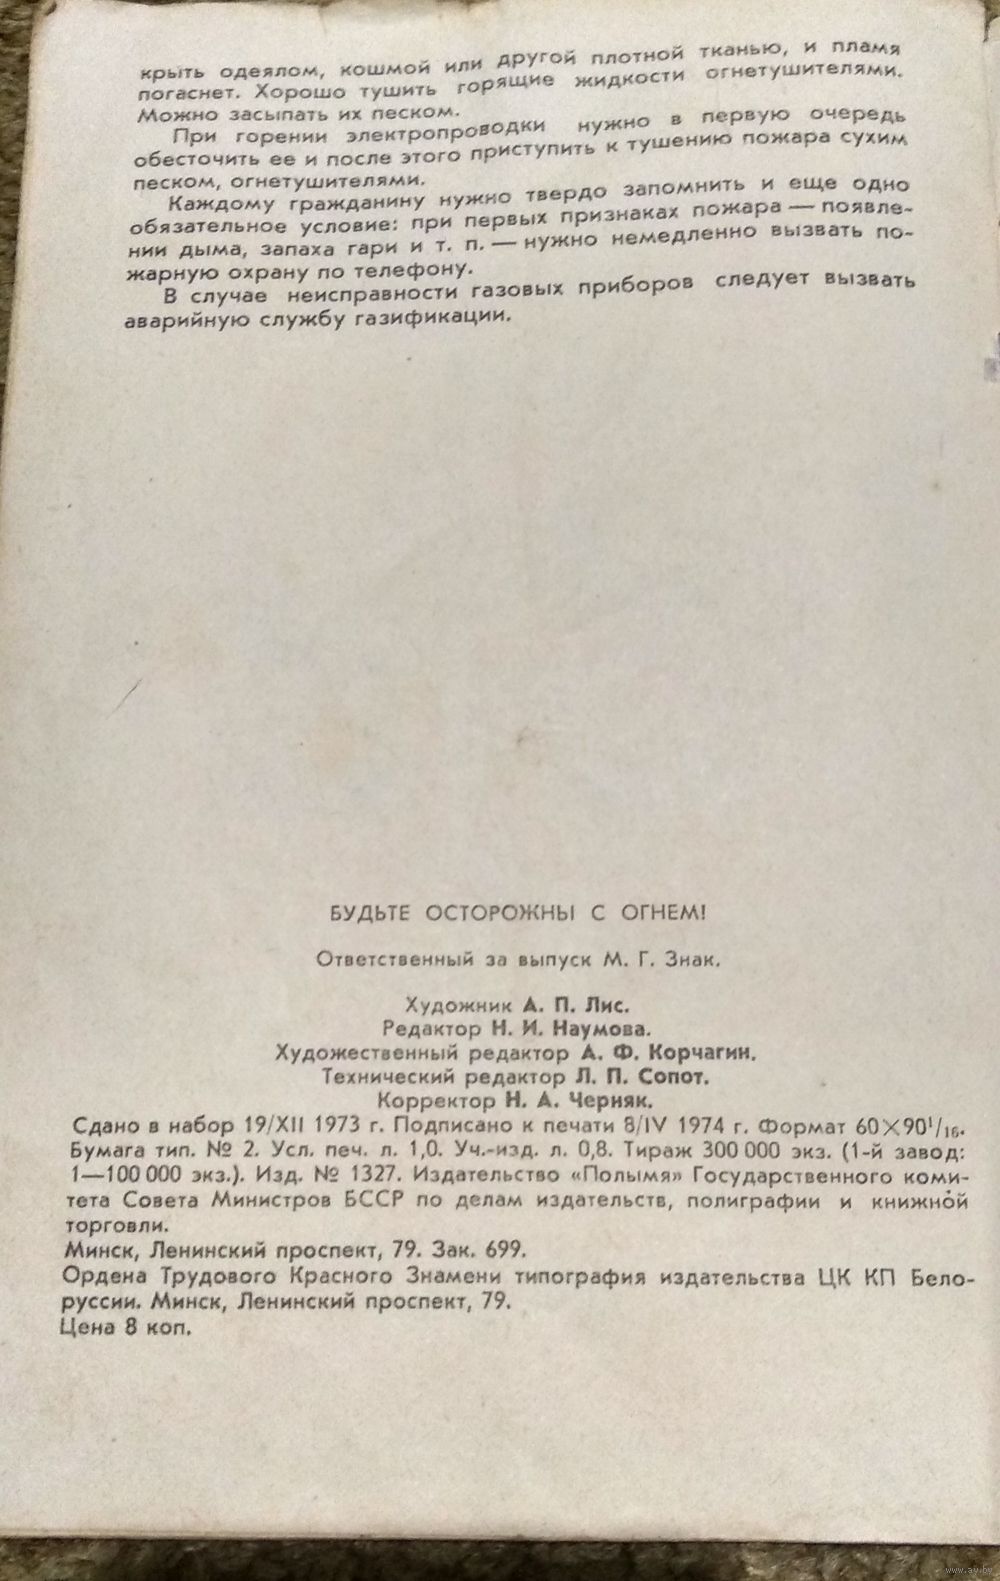 крыть одеялом, кошмой или другой плотной тканью, и пламя
погаснет. Хорошо тушить горящие жидкости огнетушителями.
Можно засыпать их песком.
При горении электропроводки нужно в первую очередь
обесточить ее и после этого приступить к тушению пожара сухим
песком, огнетушителями.
Каждому гражданину нужно твердо запомнить и еще одно
обязательное условие: при первых признаках пожара — появле-
нии дыма, запаха гари и т. п. — нужно немедленно вызвать по-
жарную охрану по телефону.
В случае неисправности газовых приборов следует вызвать
аварийную службу газификации.
БУДЬТЕ ОСТОРОЖНЫ С ОГНЕМ!
Ответственный за выпуск М. Г. Знак.
Художник А. П. Лис.
Редактор Н. И. Наумова.
Художественный редактор А. Ф. Корчагин.
Технический редактор Л. П. Сопот.
Корректор Н. А. Черняк.
Сдано в набор 19/XII 1973 г. Подписано к печати 8/IV 1974 г. Формат 60×90¹/₁₆.
Бумага тип. № 2. Усл. печ. л. 1,0. Уч.-изд. л. 0,8. Тираж 300 000 экз. (1-й завод:
1—100 000 экз.). Изд. № 1327. Издательство «Полымя» Государственного коми-
тета Совета Министров БССР по делам издательств, полиграфии и книжной
торговли.
Минск, Ленинский проспект, 79. Зак. 699.
Ордена Трудового Красного Знамени типография издательства ЦК КП Бело-
руссии. Минск, Ленинский проспект, 79.
Цена 8 коп.
www.ay.by